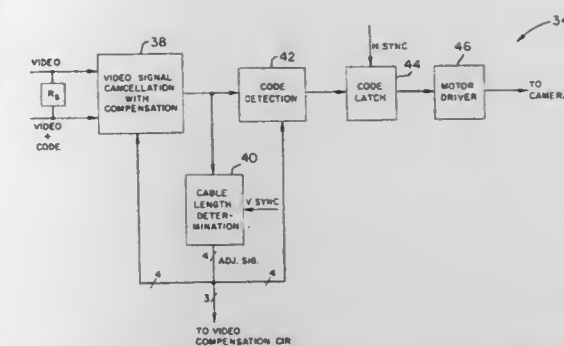 34
38
42
46
H SYNC
VIDEO
VIDEO SIGNAL
CANCELLATION
WITH
COMPENSATION
CODE
DETECTION
CODE
LATCH
44
MOTOR
DRIVER
TO
CAMERA
RS
VIDEO
+
CODE
40
CABLE
LENGTH
DETER-
MINATION
V SYNC
4
ADJ. SIG.
4
4
3
TO VIDEO
COMPENSATION CIR